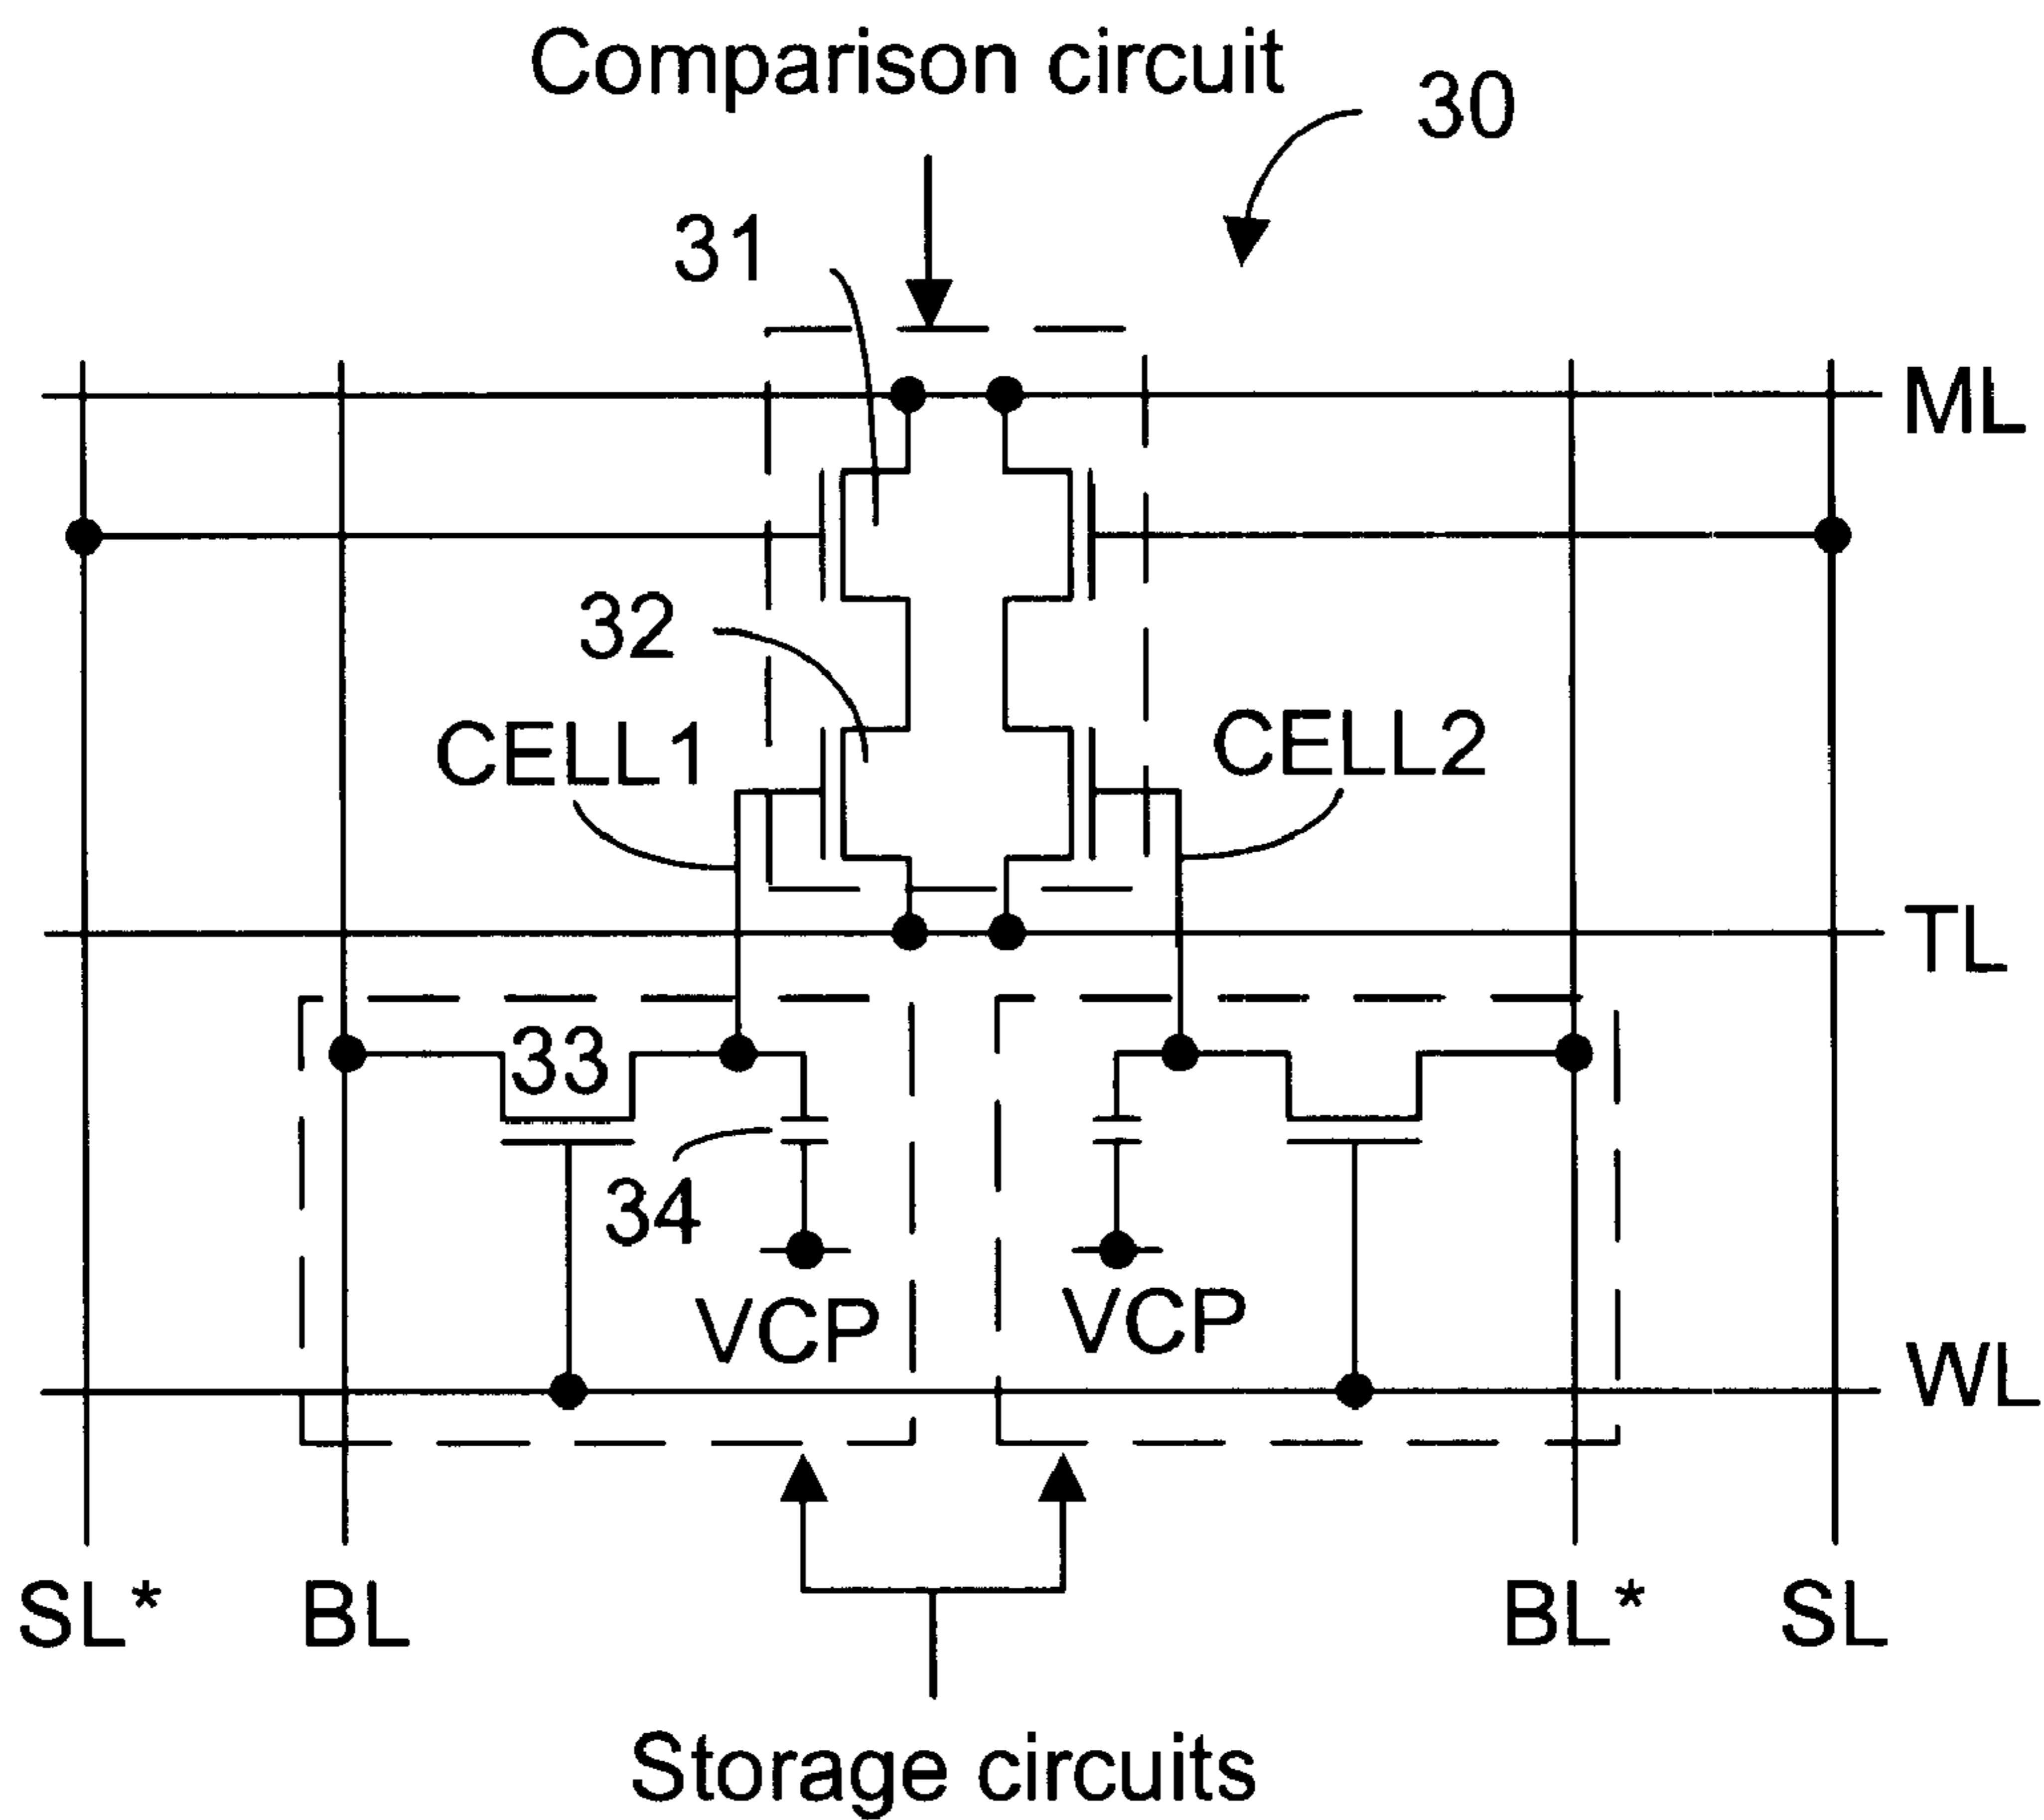 Comparison circuit
30
31
ML
32
CELL1
CELL2
TL
33
34
VCP
VCP
WL
SL*
BL
BL*
SL
Storage circuits